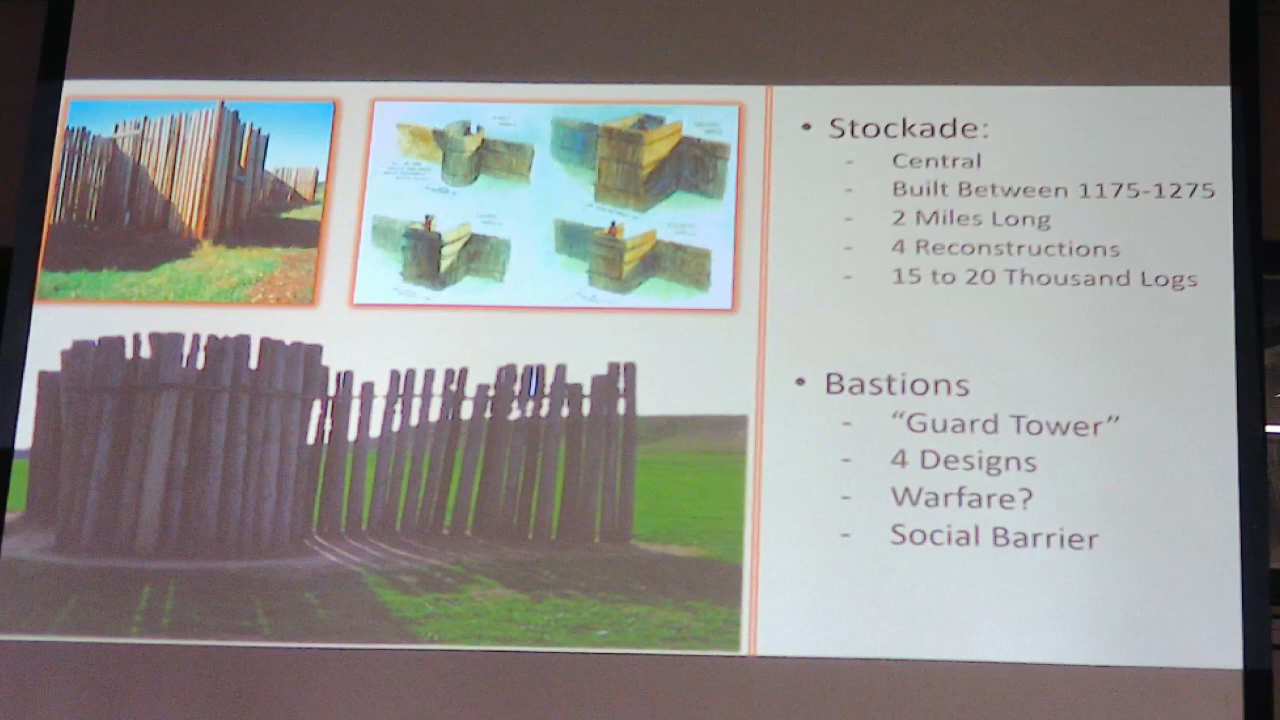 • Stockade:
- Central
- Built Between 1175-1275
- 2 Miles Long
- 4 Reconstructions
- 15 to 20 Thousand Logs
• Bastions
- “Guard Tower”
- 4 Designs
- Warfare?
- Social Barrier